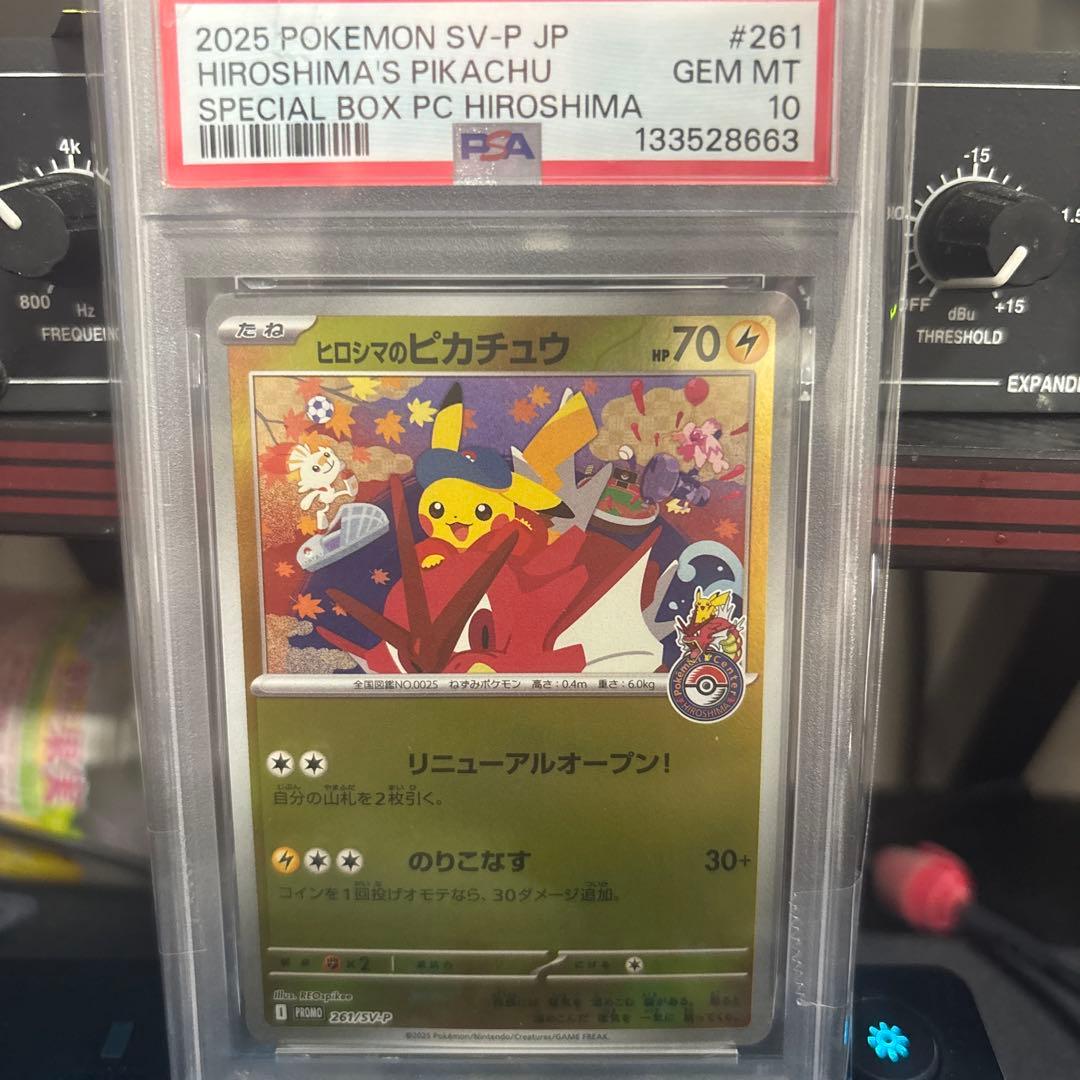 2025 POKEMON SV-P JP #261
HIROSHIMA'S PIKACHU GEM MT
SPECIAL BOX PC HIROSHIMA 10
PSA 133528663
4k
800
Hz
-15
OFF
dBu
+15
THRESHOLD
たね
ヒロシマのピカチュウ HP70
Pokémon Center
HIROSHIMA
全国図鑑NO.0025 ねずみポケモン 高さ:0.4m 重さ:6.0kg
リニューアルオープン!
自分の山札を2枚引く。
のりこなす 30+
コインを1回投げオモテなら、30ダメージ追加。
×2
illus. REOspikee
I PROMO 261/SV-P
©2025 Pokémon/Nintendo/Creatures/GAME FREAK.